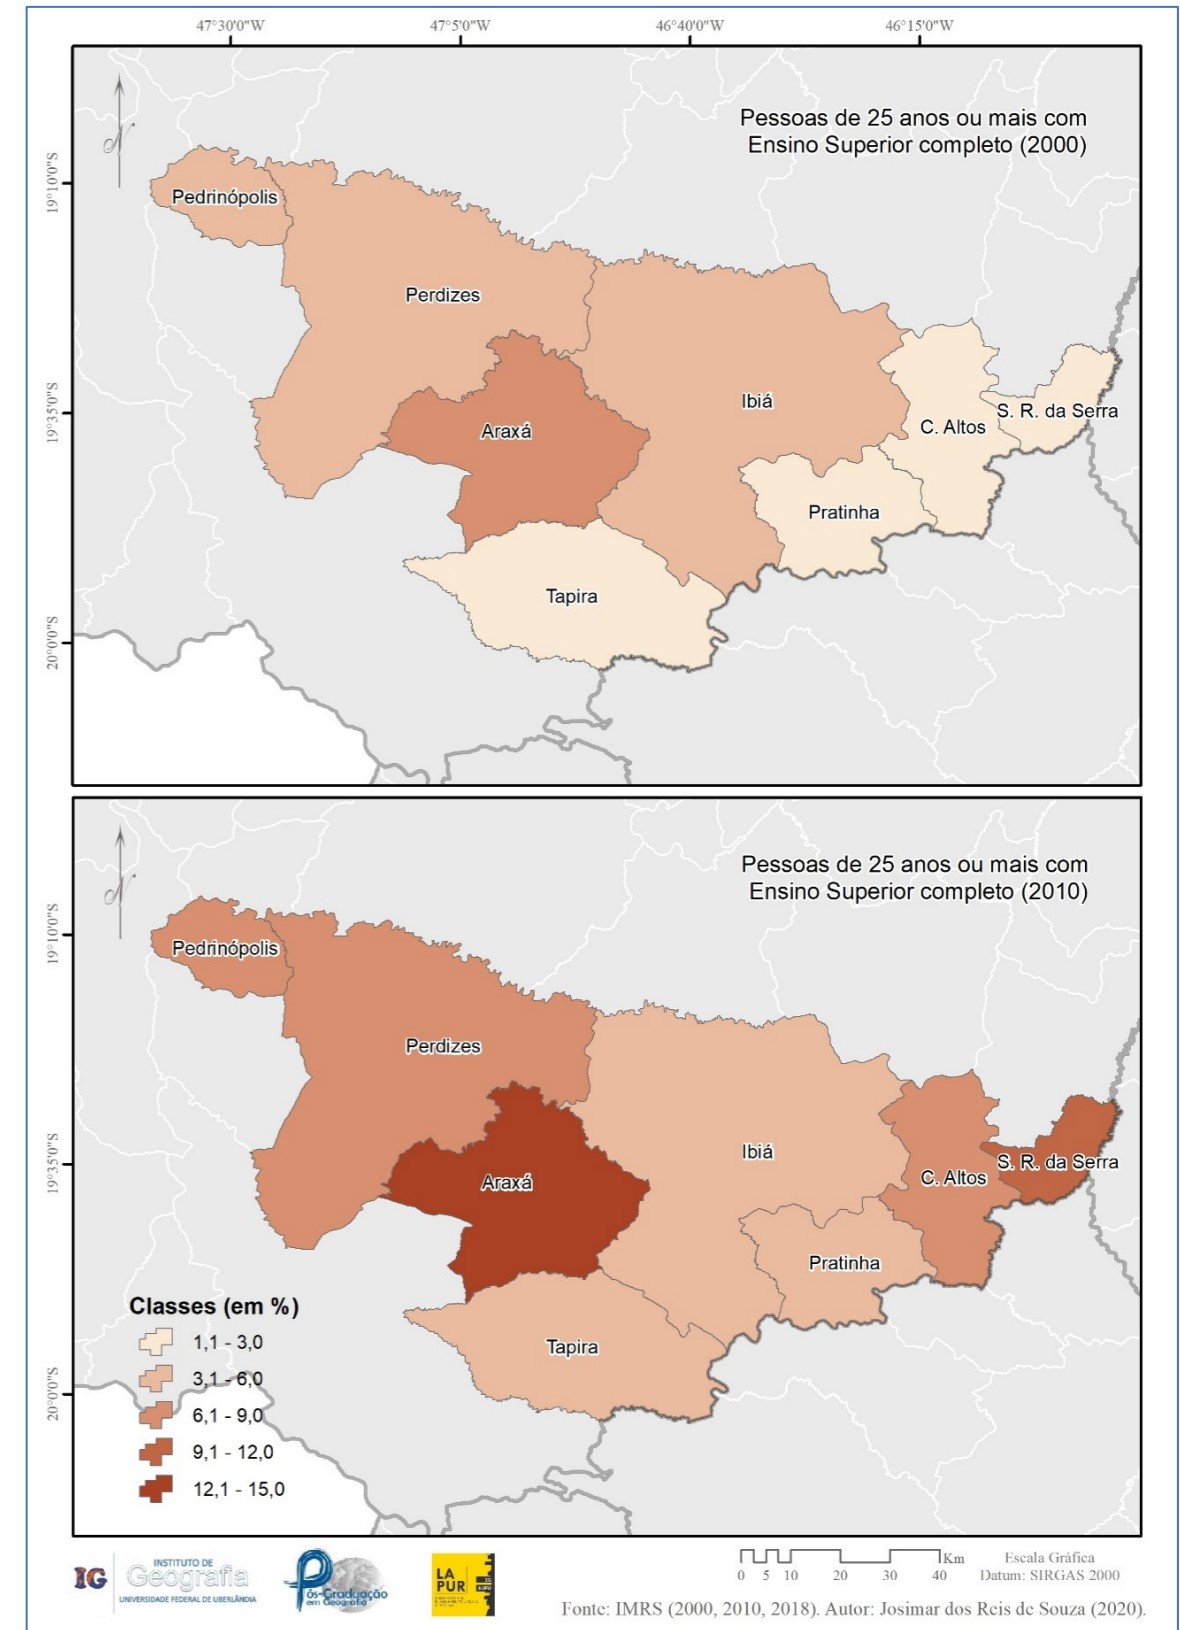 47°30'0"W
47°5'0"W
46°40'0"W
46°15'0"W
N
Pessoas de 25 anos ou mais com
Ensino Superior completo (2000)
19°10'0"S
19°35'0"S
20°0'0"S
Pedrinópolis
Perdizes
Ibiá
Araxá
C. Altos
S. R. da Serra
Pratinha
Tapira
N
Pessoas de 25 anos ou mais com
Ensino Superior completo (2010)
19°10'0"S
19°35'0"S
20°0'0"S
Pedrinópolis
Perdizes
Ibiá
Araxá
C. Altos
S. R. da Serra
Pratinha
Tapira
Classes (em %)
1,1 - 3,0
3,1 - 6,0
6,1 - 9,0
9,1 - 12,0
12,1 - 15,0
IG
INSTITUTO DE
Geografia
UNIVERSIDADE FEDERAL DE UBERLÂNDIA
Pós-Graduação
em Geografia
LA
PUR
IG
UFU
0 5 10 20 30 40
Km
Escala Gráfica
Datum: SIRGAS 2000
Fonte: IMRS (2000, 2010, 2018). Autor: Josimar dos Reis de Souza (2020).